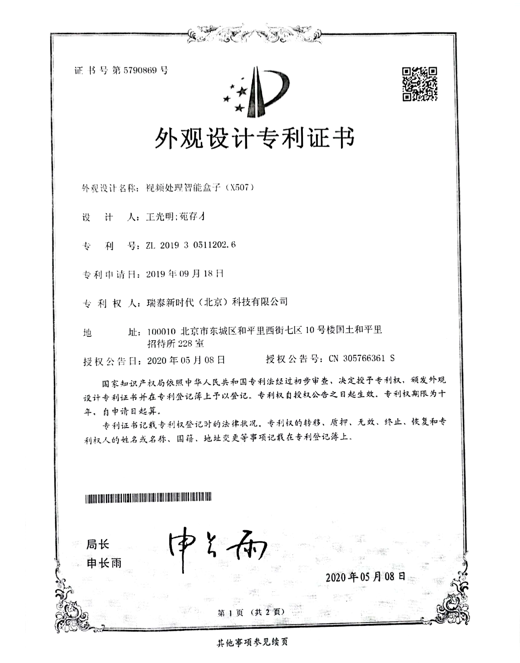 证书号第5790869号
外观设计专利证书
外观设计名称：视频处理智能盒子（X507）
设 计 人：王光明;苑存才
专 利 号：ZL 2019 3 0511202.6
专利申请日：2019年09月18日
专 利 权 人：瑞泰新时代（北京）科技有限公司
地 址：100010 北京市东城区和平里西街七区10号楼国土和平里
招待所228室
授权公告日：2020年05月08日 授权公告号：CN 305766361 S
国家知识产权局依照中华人民共和国专利法经过初步审查，决定授予专利权，颁发外观
设计专利证书并在专利登记簿上予以登记。专利权自授权公告之日起生效。专利权期限为十
年，自申请日起算。
专利证书记载专利权登记时的法律状况。专利权的转移、质押、无效、终止、恢复和专
利权人的姓名或名称、国籍、地址变更等事项记载在专利登记簿上。
局长
申长雨
申长雨
2020年05月08日
第 1 页 （共 2 页）
其他事项参见续页